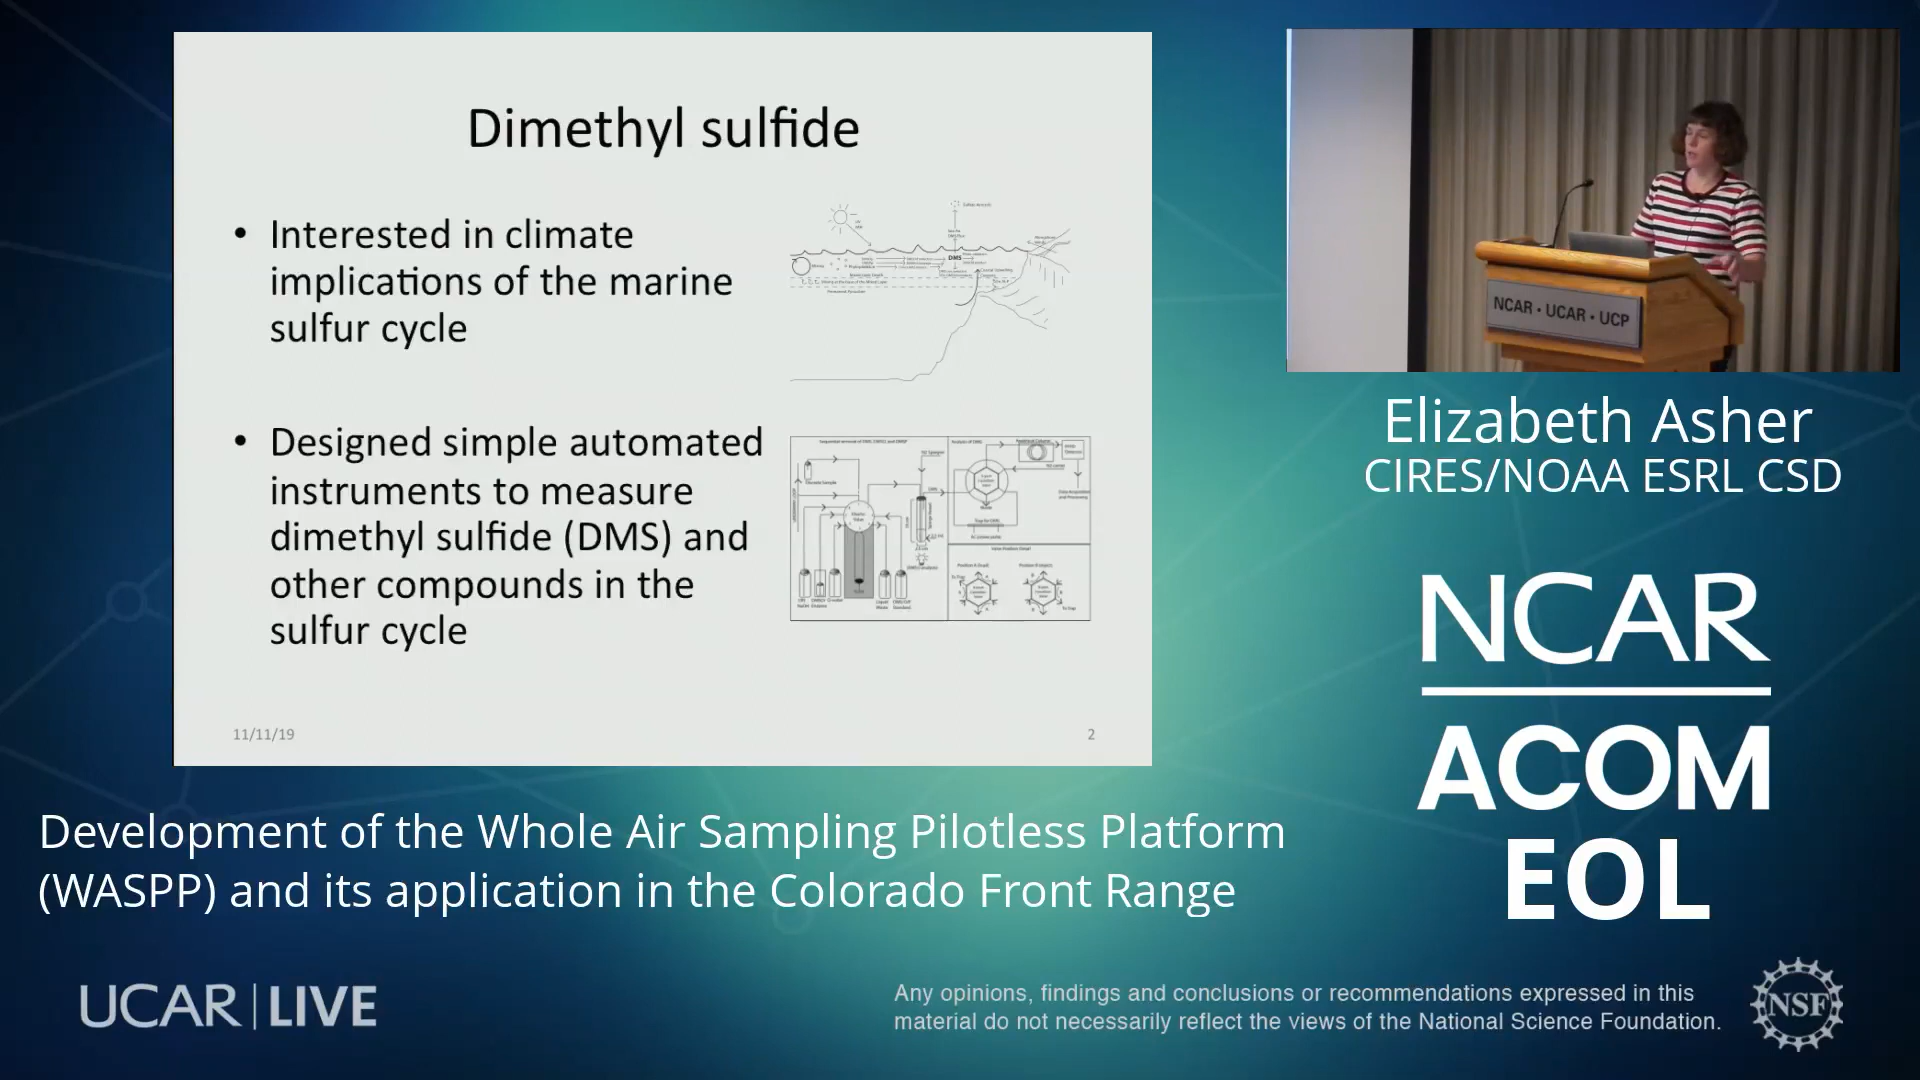 Dimethyl sulfide
• Interested in climate
implications of the marine
sulfur cycle
DMS
• Designed simple automated
instruments to measure
dimethyl sulfide (DMS) and
other compounds in the
sulfur cycle
11/11/19
2
NCAR • UCAR • UCP
Elizabeth Asher
CIRES/NOAA ESRL CSD
NCAR
ACOM
EOL
Development of the Whole Air Sampling Pilotless Platform
(WASPP) and its application in the Colorado Front Range
UCAR | LIVE
Any opinions, findings and conclusions or recommendations expressed in this
material do not necessarily reflect the views of the National Science Foundation.
NSF